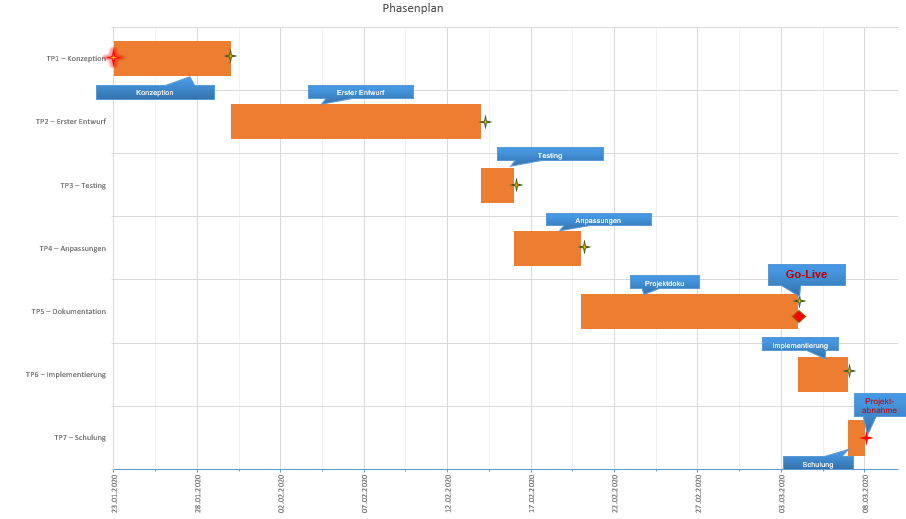 Phasenplan
TP1 – Konzeption
Konzeption
Erster Entwurf
TP2 – Erster Entwurf
Testing
TP3 – Testing
Anpassungen
TP4 – Anpassungen
Go-Live
Projektdoku
TP5 – Dokumentation
Implementierung
TP6 – Implementierung
Projekt-
abnahme
TP7 – Schulung
Schulung
23.01.2020
28.01.2020
02.02.2020
07.02.2020
12.02.2020
17.02.2020
22.02.2020
27.02.2020
03.03.2020
08.03.2020